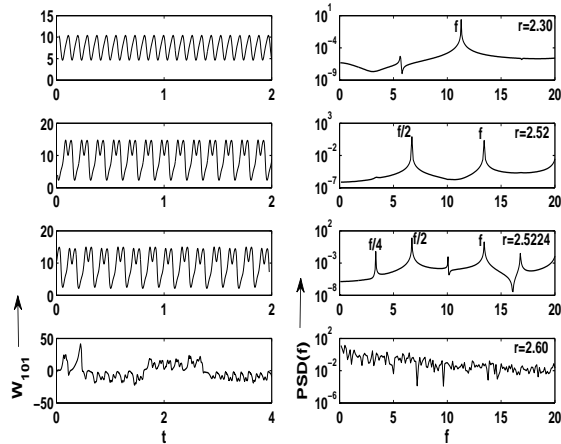 15
10
5
0
0 1 2
10^1
10^-4
10^-9
0 5 10 15 20
f
r=2.30
20
10
0
0 1 2
10^3
10^-2
10^-7
0 5 10 15 20
f/2
f
r=2.52
20
10
0
0 1 2
10^2
10^-3
10^-8
0 5 10 15 20
f/4
f/2
f
r=2.5224
50
0
-50
0 2 4
10^2
10^-2
10^-6
0 5 10 15 20
r=2.60
W_101
t
PSD(f)
f